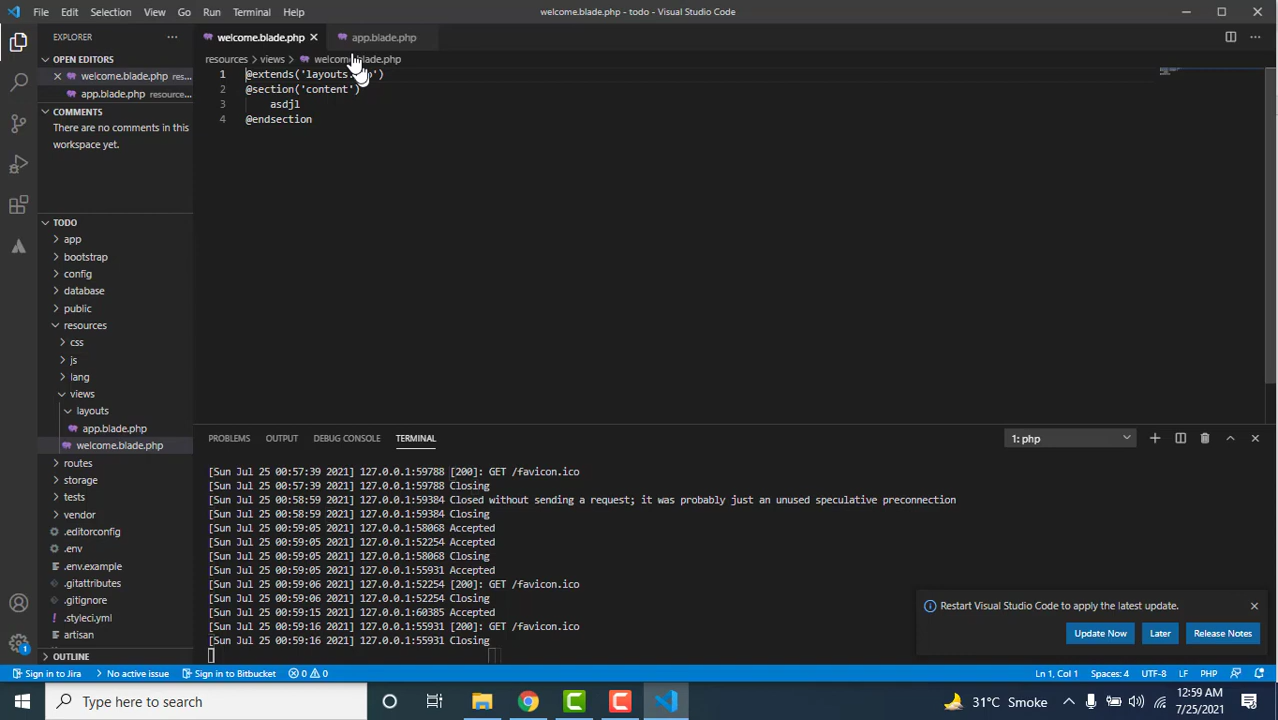 File Edit Selection View Go Run Terminal Help
welcome.blade.php - todo - Visual Studio Code
EXPLORER
welcome.blade.php
app.blade.php
OPEN EDITORS
welcome.blade.php res...
app.blade.php resource...
COMMENTS
There are no comments in this
workspace yet.
TODO
app
bootstrap
config
database
public
resources
css
js
lang
views
layouts
app.blade.php
welcome.blade.php
routes
storage
tests
vendor
.editorconfig
.env
.env.example
.gitattributes
.gitignore
.styleci.yml
artisan
OUTLINE
resources > views > welcome.blade.php
1 @extends('layouts. ')
2 @section('content')
3 asdjl
4 @endsection
PROBLEMS OUTPUT DEBUG CONSOLE TERMINAL
1: php
[Sun Jul 25 00:57:39 2021] 127.0.0.1:59788 [200]: GET /favicon.ico
[Sun Jul 25 00:57:39 2021] 127.0.0.1:59788 Closing
[Sun Jul 25 00:58:59 2021] 127.0.0.1:59384 Closed without sending a request; it was probably just an unused speculative preconnection
[Sun Jul 25 00:58:59 2021] 127.0.0.1:59384 Closing
[Sun Jul 25 00:59:05 2021] 127.0.0.1:58068 Accepted
[Sun Jul 25 00:59:05 2021] 127.0.0.1:52254 Accepted
[Sun Jul 25 00:59:05 2021] 127.0.0.1:58068 Closing
[Sun Jul 25 00:59:05 2021] 127.0.0.1:55931 Accepted
[Sun Jul 25 00:59:06 2021] 127.0.0.1:52254 [200]: GET /favicon.ico
[Sun Jul 25 00:59:06 2021] 127.0.0.1:52254 Closing
[Sun Jul 25 00:59:15 2021] 127.0.0.1:60385 Accepted
[Sun Jul 25 00:59:16 2021] 127.0.0.1:55931 [200]: GET /favicon.ico
[Sun Jul 25 00:59:16 2021] 127.0.0.1:55931 Closing
Restart Visual Studio Code to apply the latest update.
Update Now Later Release Notes
1
Sign in to Jira No active issue Sign in to Bitbucket 0 0
Ln 1, Col 1 Spaces: 4 UTF-8 LF PHP
Type here to search
31°C Smoke
12:59 AM
7/25/2021